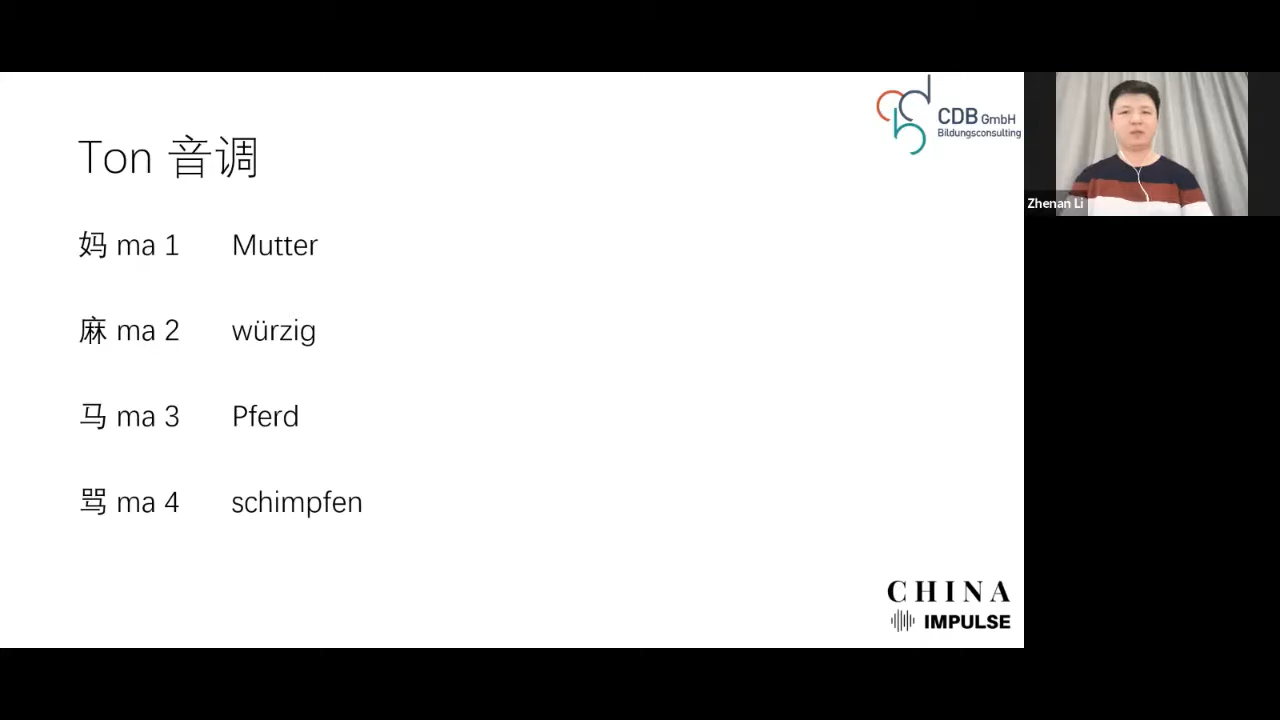 Ton 音调
妈 ma 1 Mutter
麻 ma 2 würzig
马 ma 3 Pferd
骂 ma 4 schimpfen
CDB GmbH
Bildungsconsulting
Zhenan Li
CHINA
IMPULSE